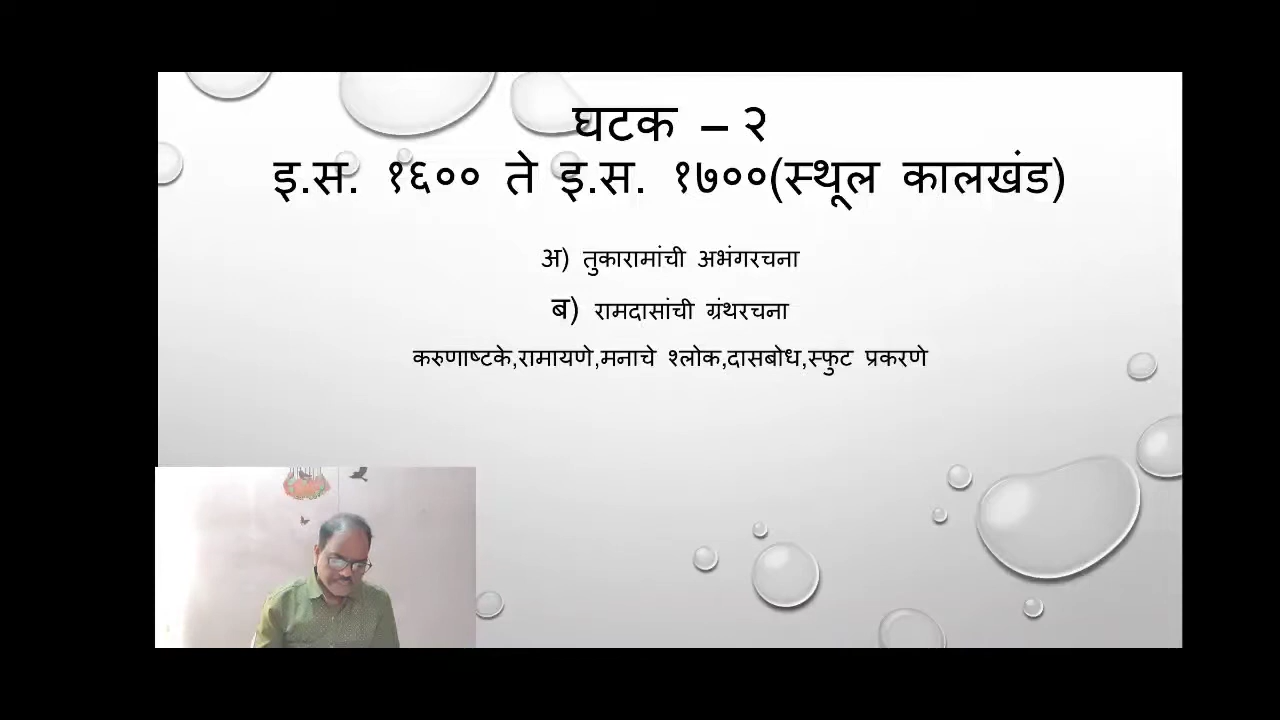 घटक – २
इ.स. १६०० ते इ.स. १७००(स्थूल कालखंड)
अ) तुकारामांची अभंगरचना
ब) रामदासांची ग्रंथरचना
करुणाष्टके,रामायणे,मनाचे श्लोक,दासबोध,स्फुट प्रकरणे